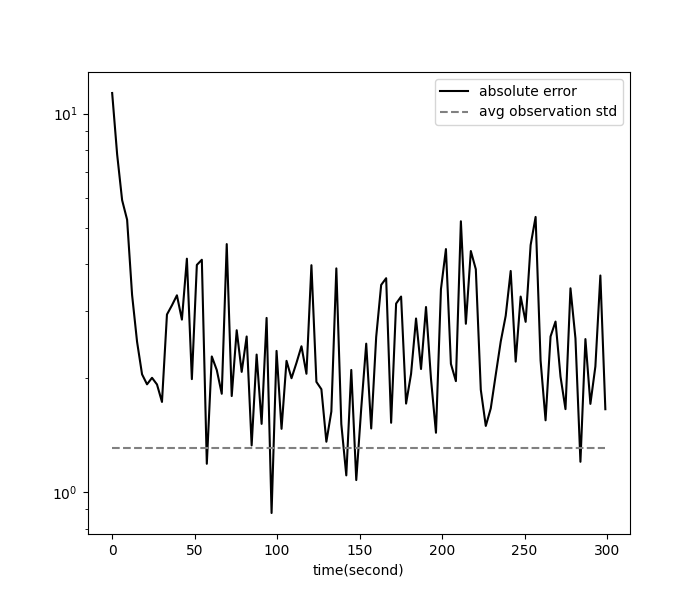 absolute error
avg observation std
10¹
10⁰
0 50 100 150 200 250 300
time(second)